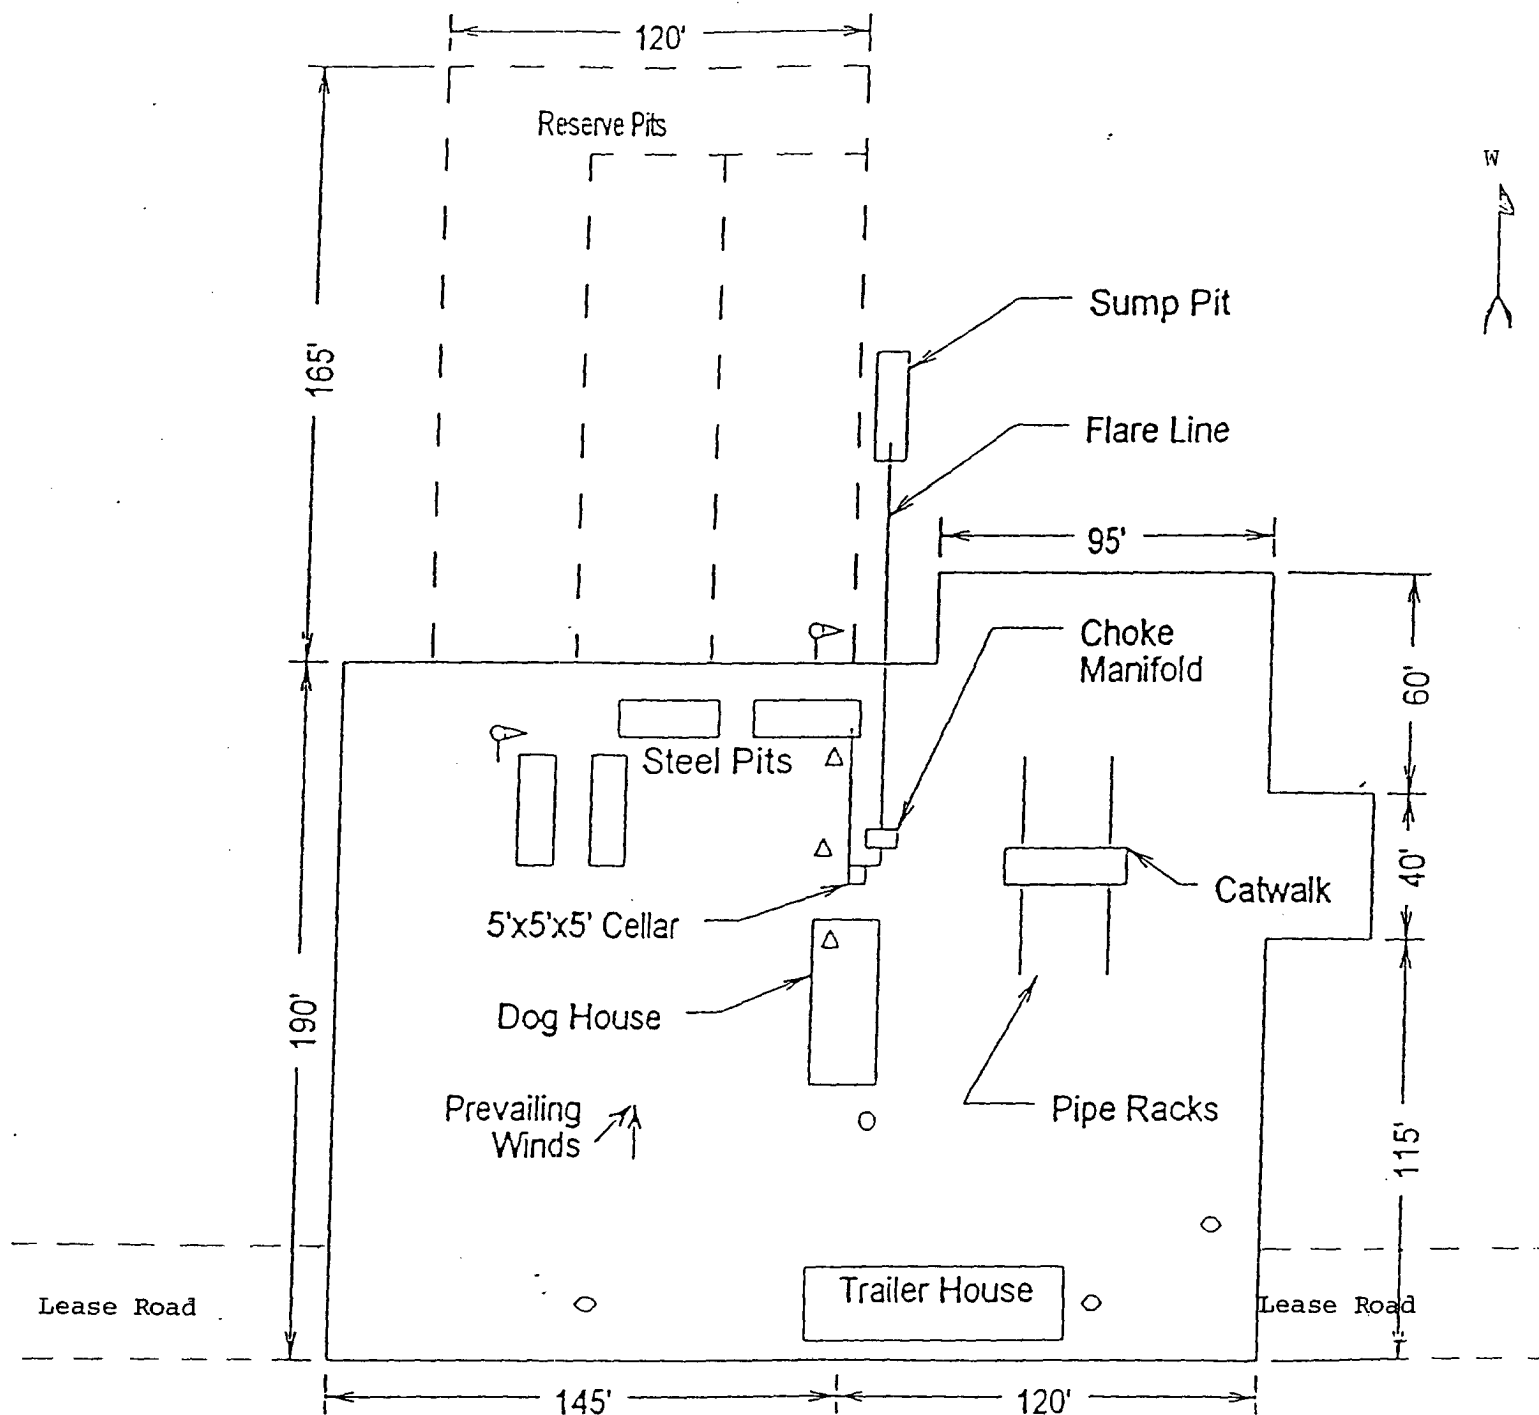 120'
Reserve Pits
W
Sump Pit
165'
Flare Line
95'
Choke
Manifold
60'
Steel Pits
40'
Catwalk
5'x5'x5' Cellar
Dog House
190'
Prevailing
Winds
Pipe Racks
115'
Trailer House
Lease Road
Lease Road
145'
120'